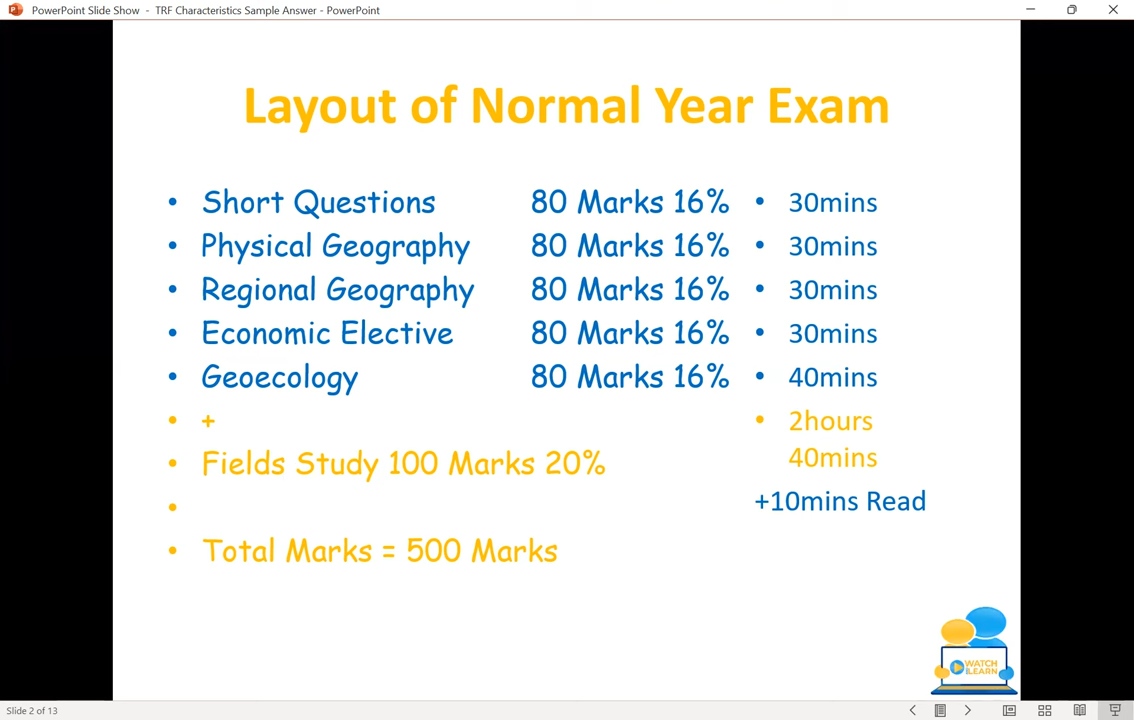 PowerPoint Slide Show - TRF Characteristics Sample Answer - PowerPoint
Layout of Normal Year Exam
• Short Questions 80 Marks 16% • 30mins
• Physical Geography 80 Marks 16% • 30mins
• Regional Geography 80 Marks 16% • 30mins
• Economic Elective 80 Marks 16% • 30mins
• Geoecology 80 Marks 16% • 40mins
• + • 2hours
40mins
• Fields Study 100 Marks 20%
+10mins Read
•
• Total Marks = 500 Marks
WATCH
LEARN
Slide 2 of 13